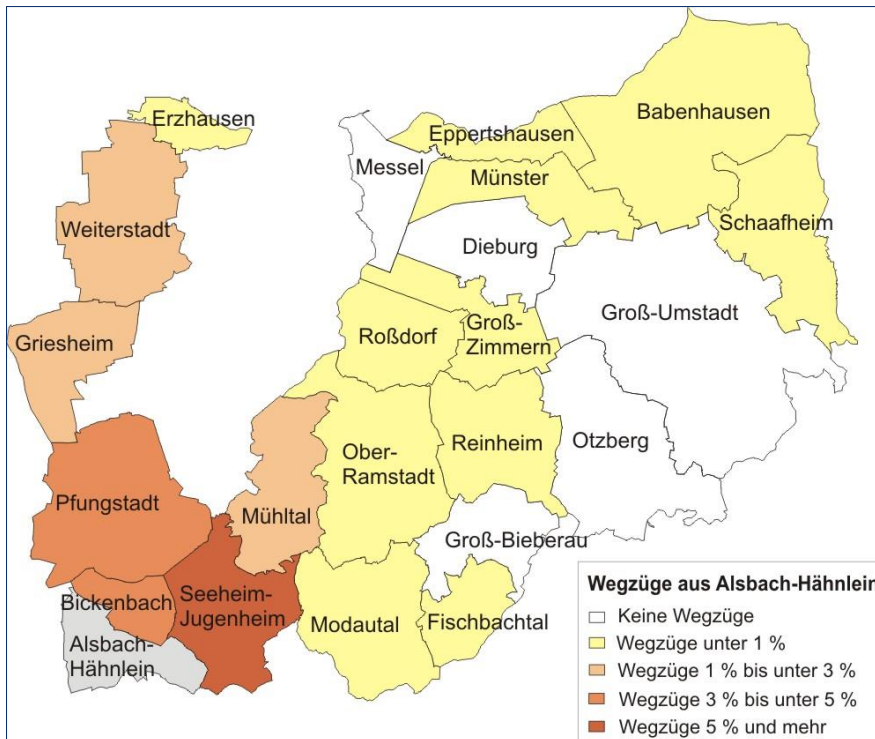 Babenhausen
Erzhausen
Eppertshausen
Messel
Münster
Weiterstadt
Schaafheim
Dieburg
Groß-Umstadt
Griesheim
Roßdorf
Groß-
Zimmern
Otzberg
Reinheim
Ober-
Ramstadt
Pfungstadt
Mühltal
Groß-Bieberau
Bickenbach
Seeheim-
Jugenheim
Modautal
Fischbachtal
Alsbach-
Hähnlein
Wegzüge aus Alsbach-Hähnlein
Keine Wegzüge
Wegzüge unter 1 %
Wegzüge 1 % bis unter 3 %
Wegzüge 3 % bis unter 5 %
Wegzüge 5 % und mehr